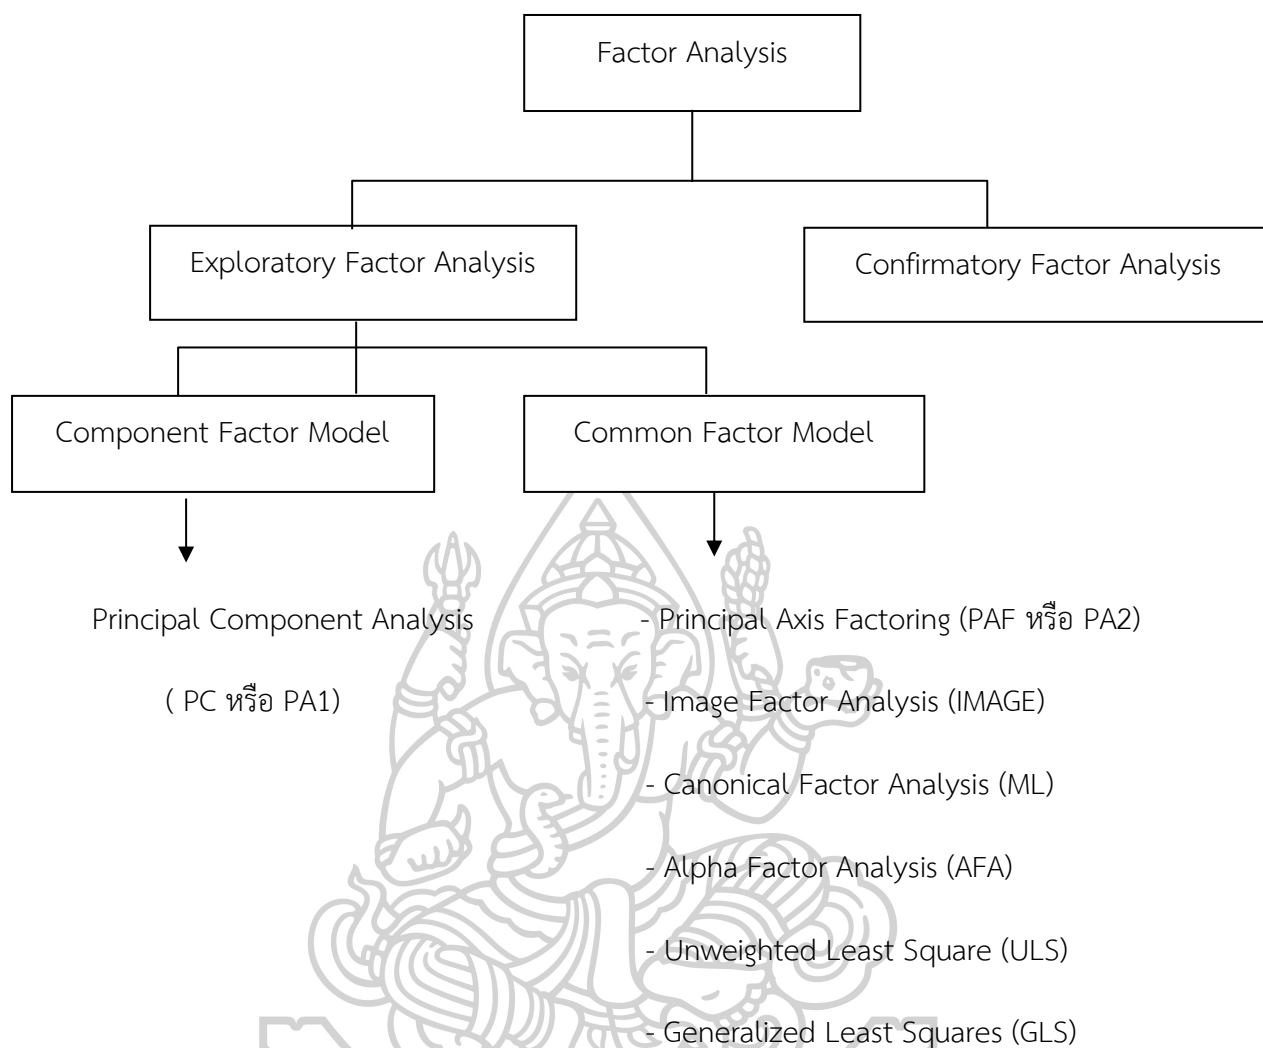 Factor Analysis
Exploratory Factor Analysis
Confirmatory Factor Analysis
Component Factor Model
Common Factor Model
Principal Component Analysis
( PC หรือ PA1)
- Principal Axis Factoring (PAF หรือ PA2)
- Image Factor Analysis (IMAGE)
- Canonical Factor Analysis (ML)
- Alpha Factor Analysis (AFA)
- Unweighted Least Square (ULS)
- Generalized Least Squares (GLS)